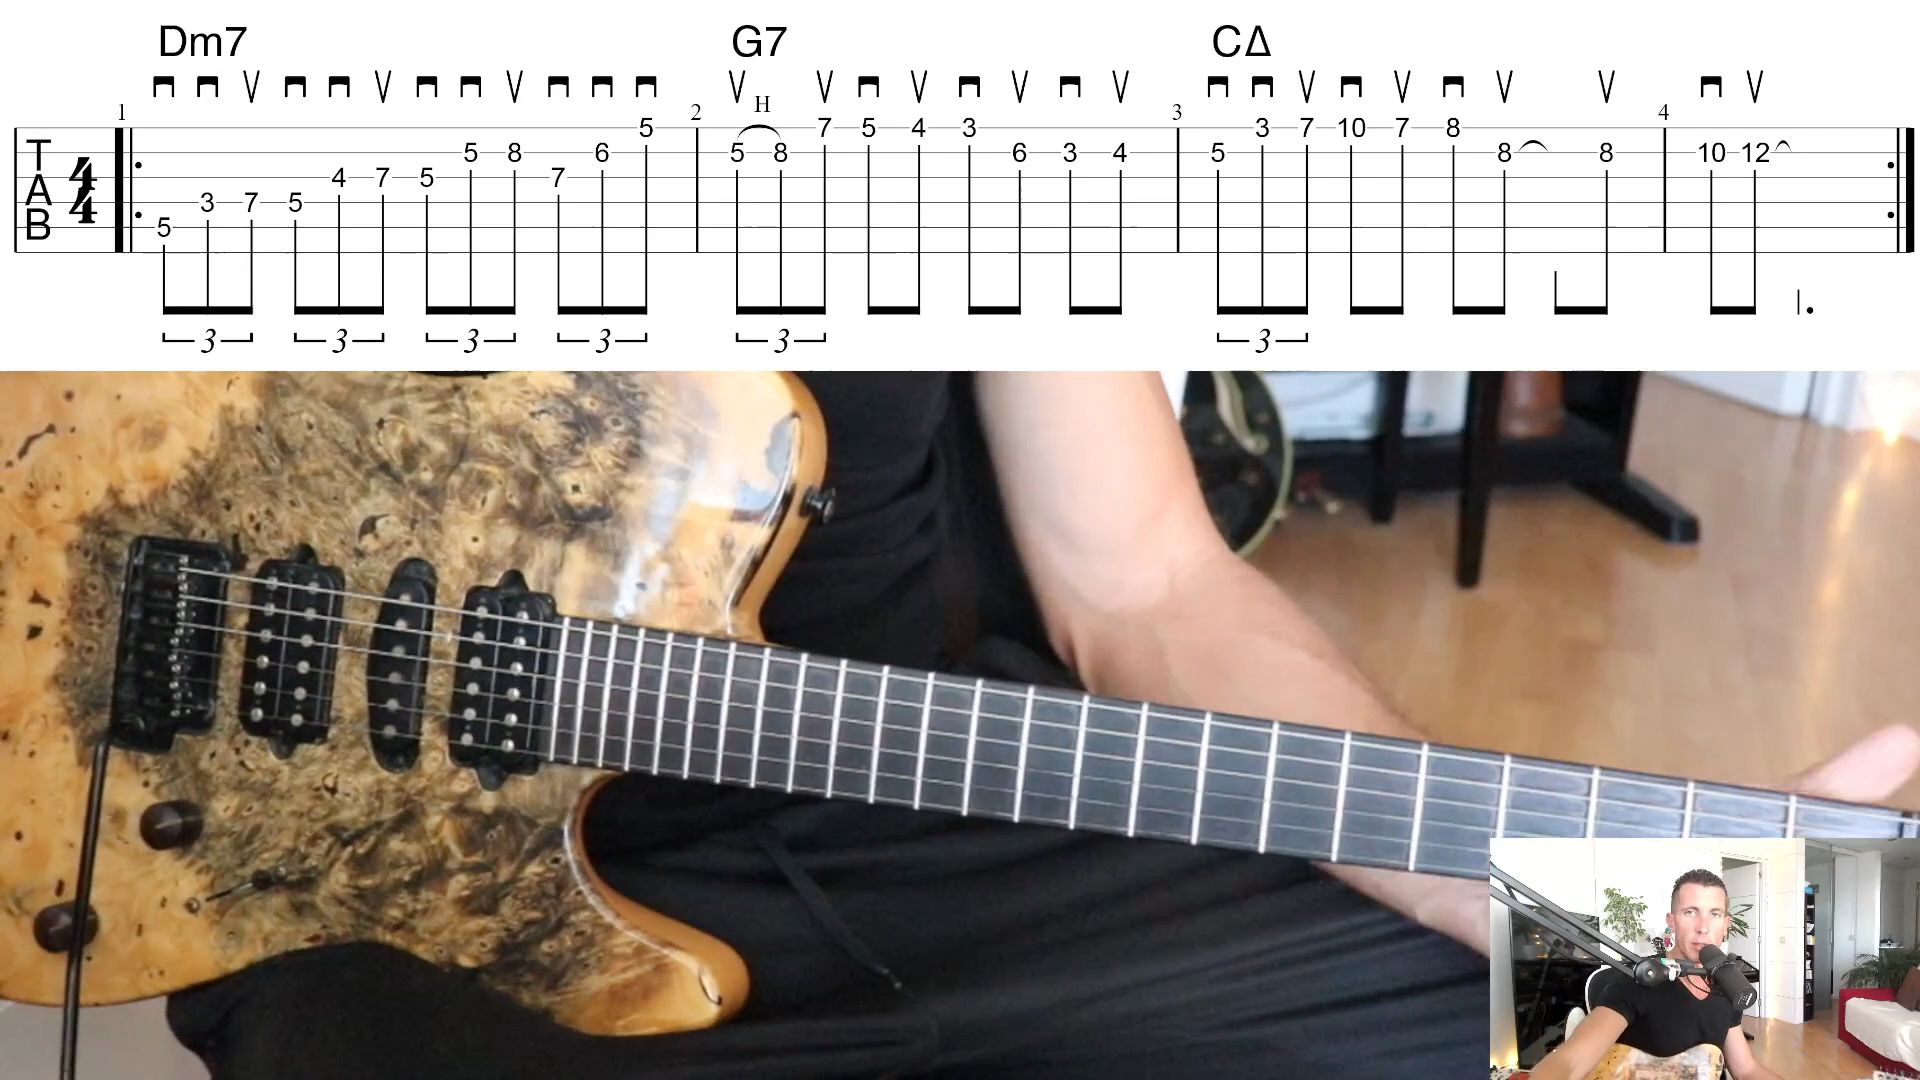 Dm7 G7 CΔ
H
1 2 3 4
5 7 5 4 3 3 7 10 7 8
T 5 8 6 5 8 6 3 4 5 8 8 10 12
4 4 7 5 7
A 3 7 5
4
B 5
3 3 3 3 3 3